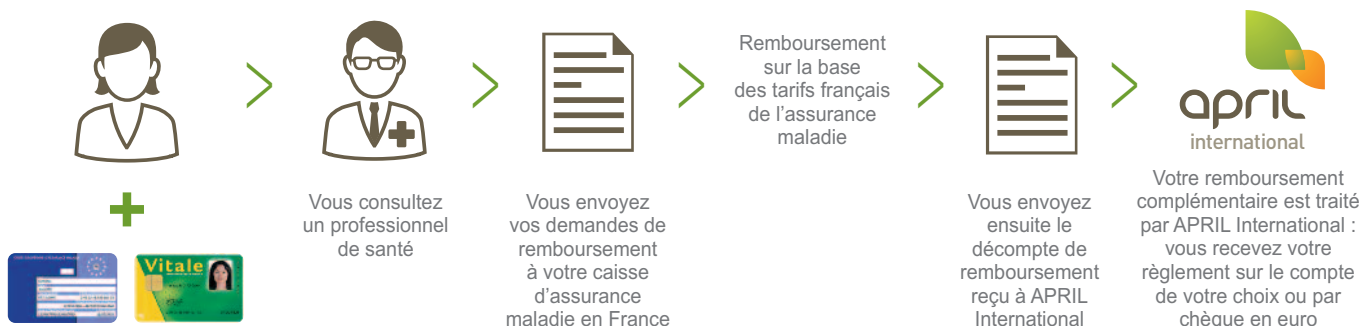 Vitale
Vous consultez
un professionnel
de santé
Vous envoyez
vos demandes de
remboursement
à votre caisse
d'assurance
maladie en France
Remboursement
sur la base
des tarifs français
de l'assurance
maladie
Vous envoyez
ensuite le
décompte de
remboursement
reçu à APRIL
International
april
international
Votre remboursement
complémentaire est traité
par APRIL International :
vous recevez votre
règlement sur le compte
de votre choix ou par
chèque en euro